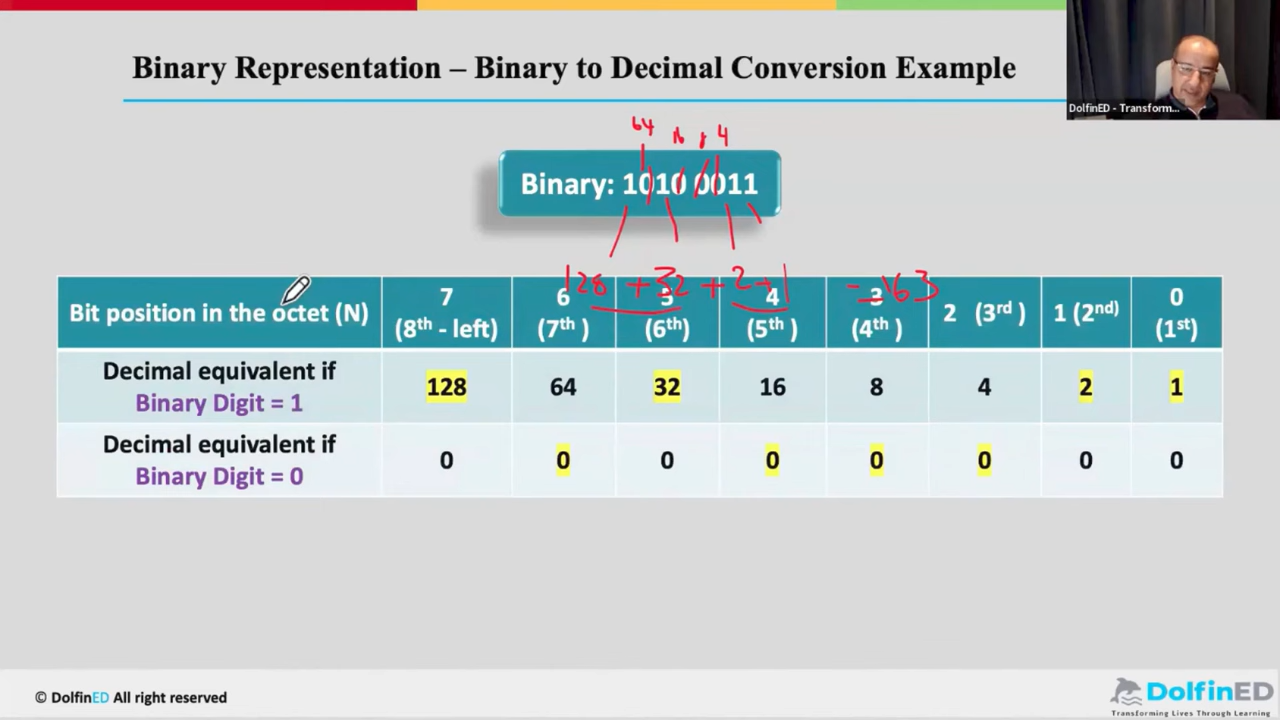 Binary Representation – Binary to Decimal Conversion Example
DolfinED - Transform...
64 16 8 4
Binary: 1010 0011
128 + 32 + 2 + 1 = 163
Bit position in the octet (N) 7 (8th - left) 6 (7th ) 5 (6th) 4 (5th ) 3 (4th ) 2 (3rd ) 1 (2nd) 0 (1st)
Decimal equivalent if
Binary Digit = 1 128 64 32 16 8 4 2 1
Decimal equivalent if
Binary Digit = 0 0 0 0 0 0 0 0 0
© DolfinED All right reserved
DolfinED
Transforming Lives Through Learning